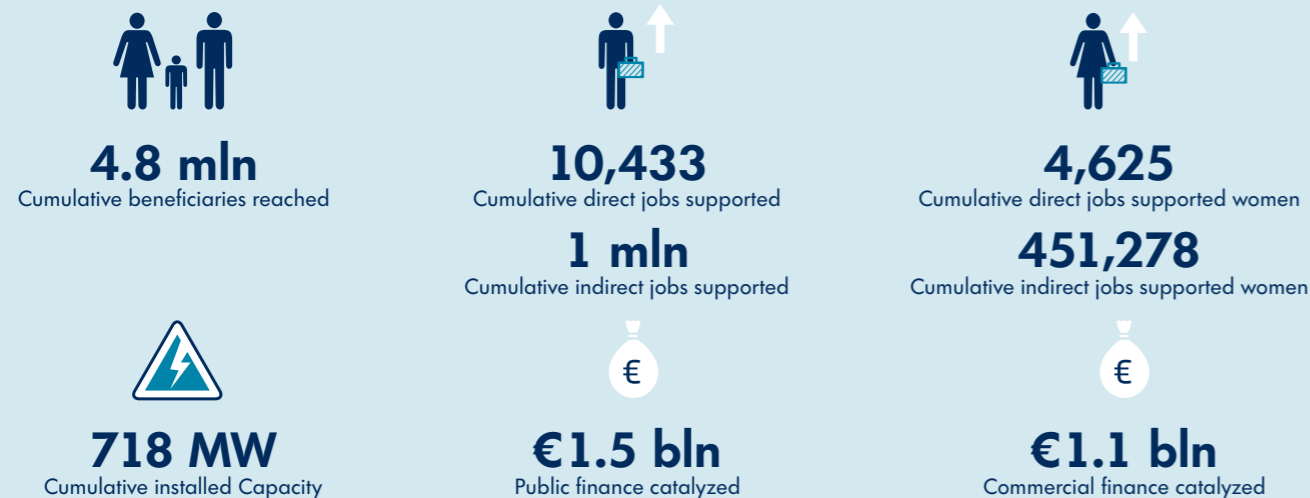 4.8 mln
Cumulative beneficiaries reached
10,433
Cumulative direct jobs supported
1 mln
Cumulative indirect jobs supported
4,625
Cumulative direct jobs supported women
451,278
Cumulative indirect jobs supported women
718 MW
Cumulative installed Capacity
€
€1.5 bln
Public finance catalyzed
€
€1.1 bln
Commercial finance catalyzed